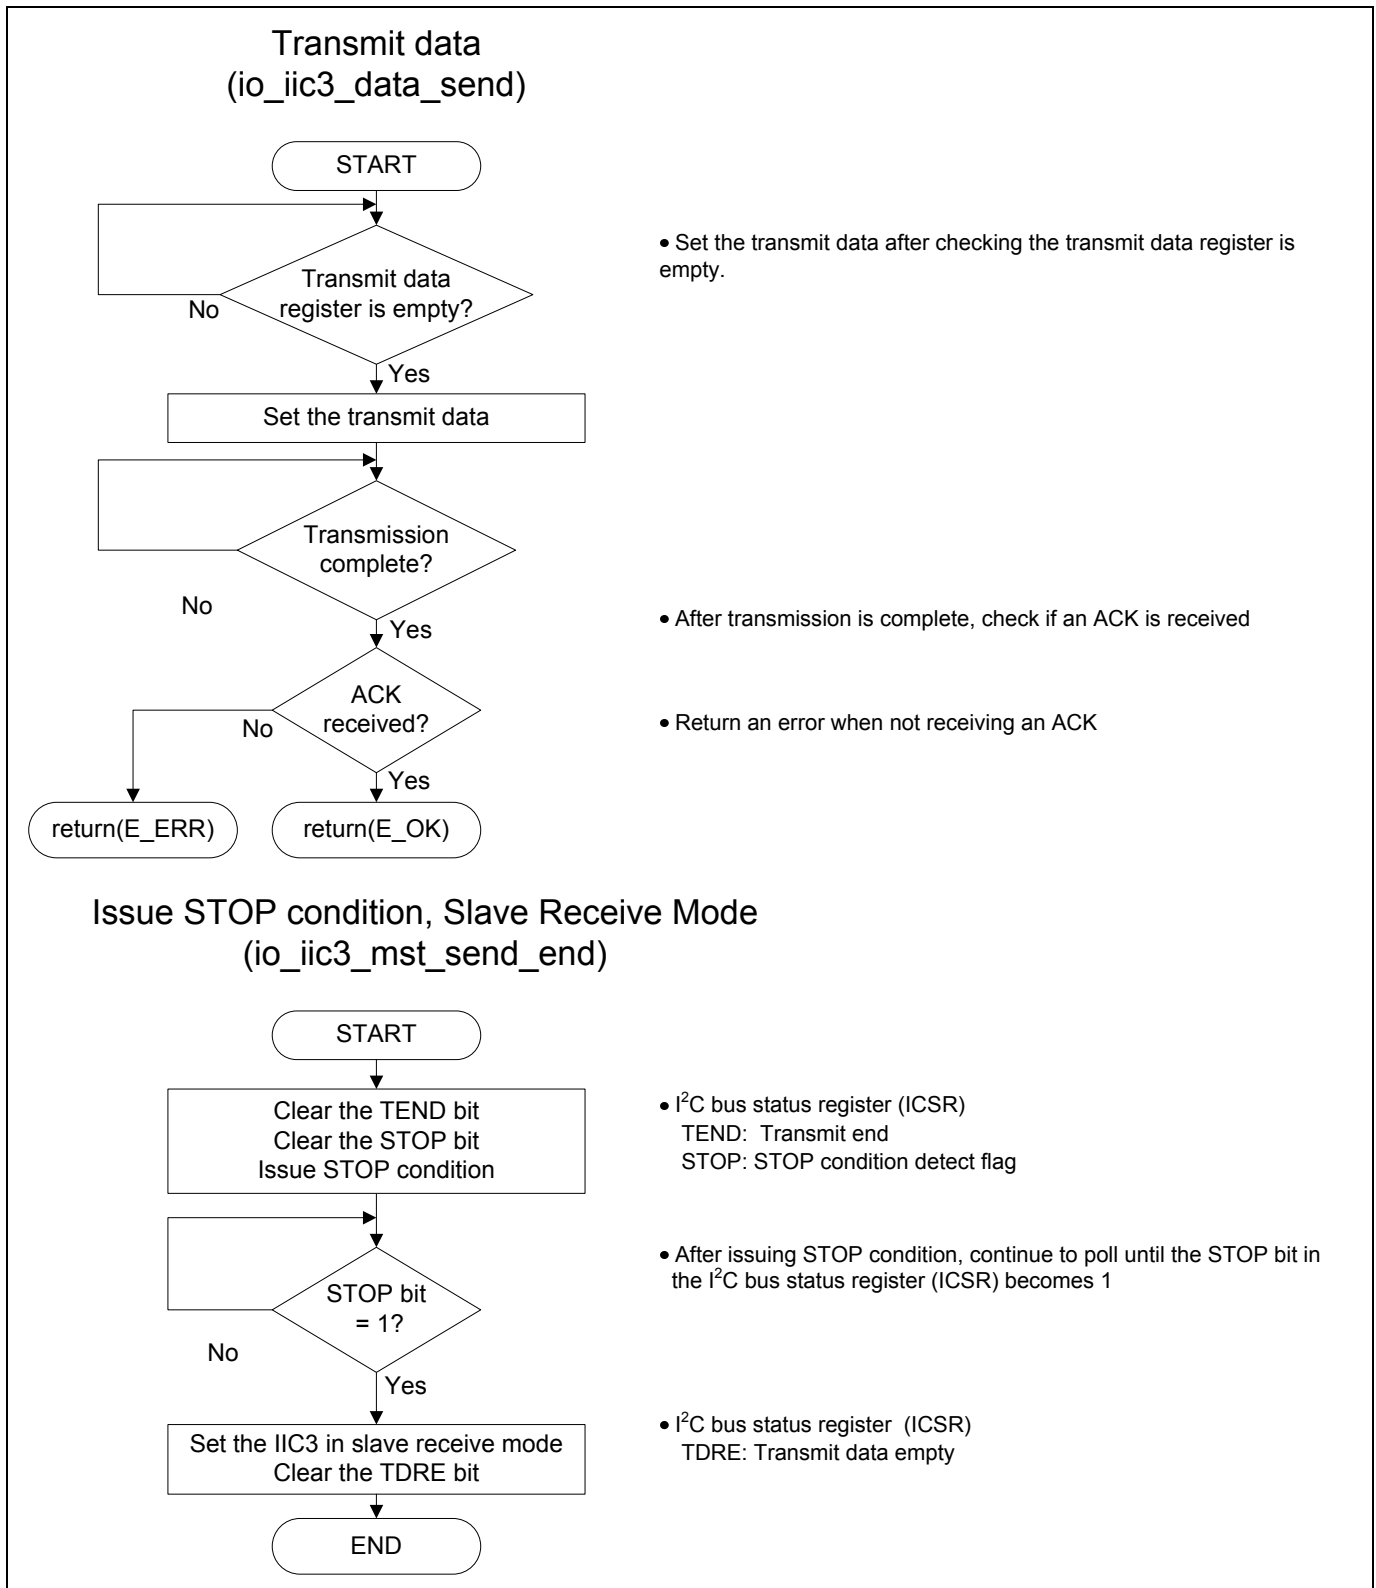 Transmit data
(io_iic3_data_send)
START
• Set the transmit data after checking the transmit data register is
empty.
Transmit data
register is empty?
No
Yes
Set the transmit data
Transmission
complete?
No
• After transmission is complete, check if an ACK is received
Yes
ACK
received?
No
• Return an error when not receiving an ACK
Yes
return(E_ERR)
return(E_OK)
Issue STOP condition, Slave Receive Mode
(io_iic3_mst_send_end)
START
Clear the TEND bit
Clear the STOP bit
Issue STOP condition
• I²C bus status register (ICSR)
TEND: Transmit end
STOP: STOP condition detect flag
• After issuing STOP condition, continue to poll until the STOP bit in
the I²C bus status register (ICSR) becomes 1
STOP bit
= 1?
No
Yes
Set the IIC3 in slave receive mode
Clear the TDRE bit
• I²C bus status register (ICSR)
TDRE: Transmit data empty
END